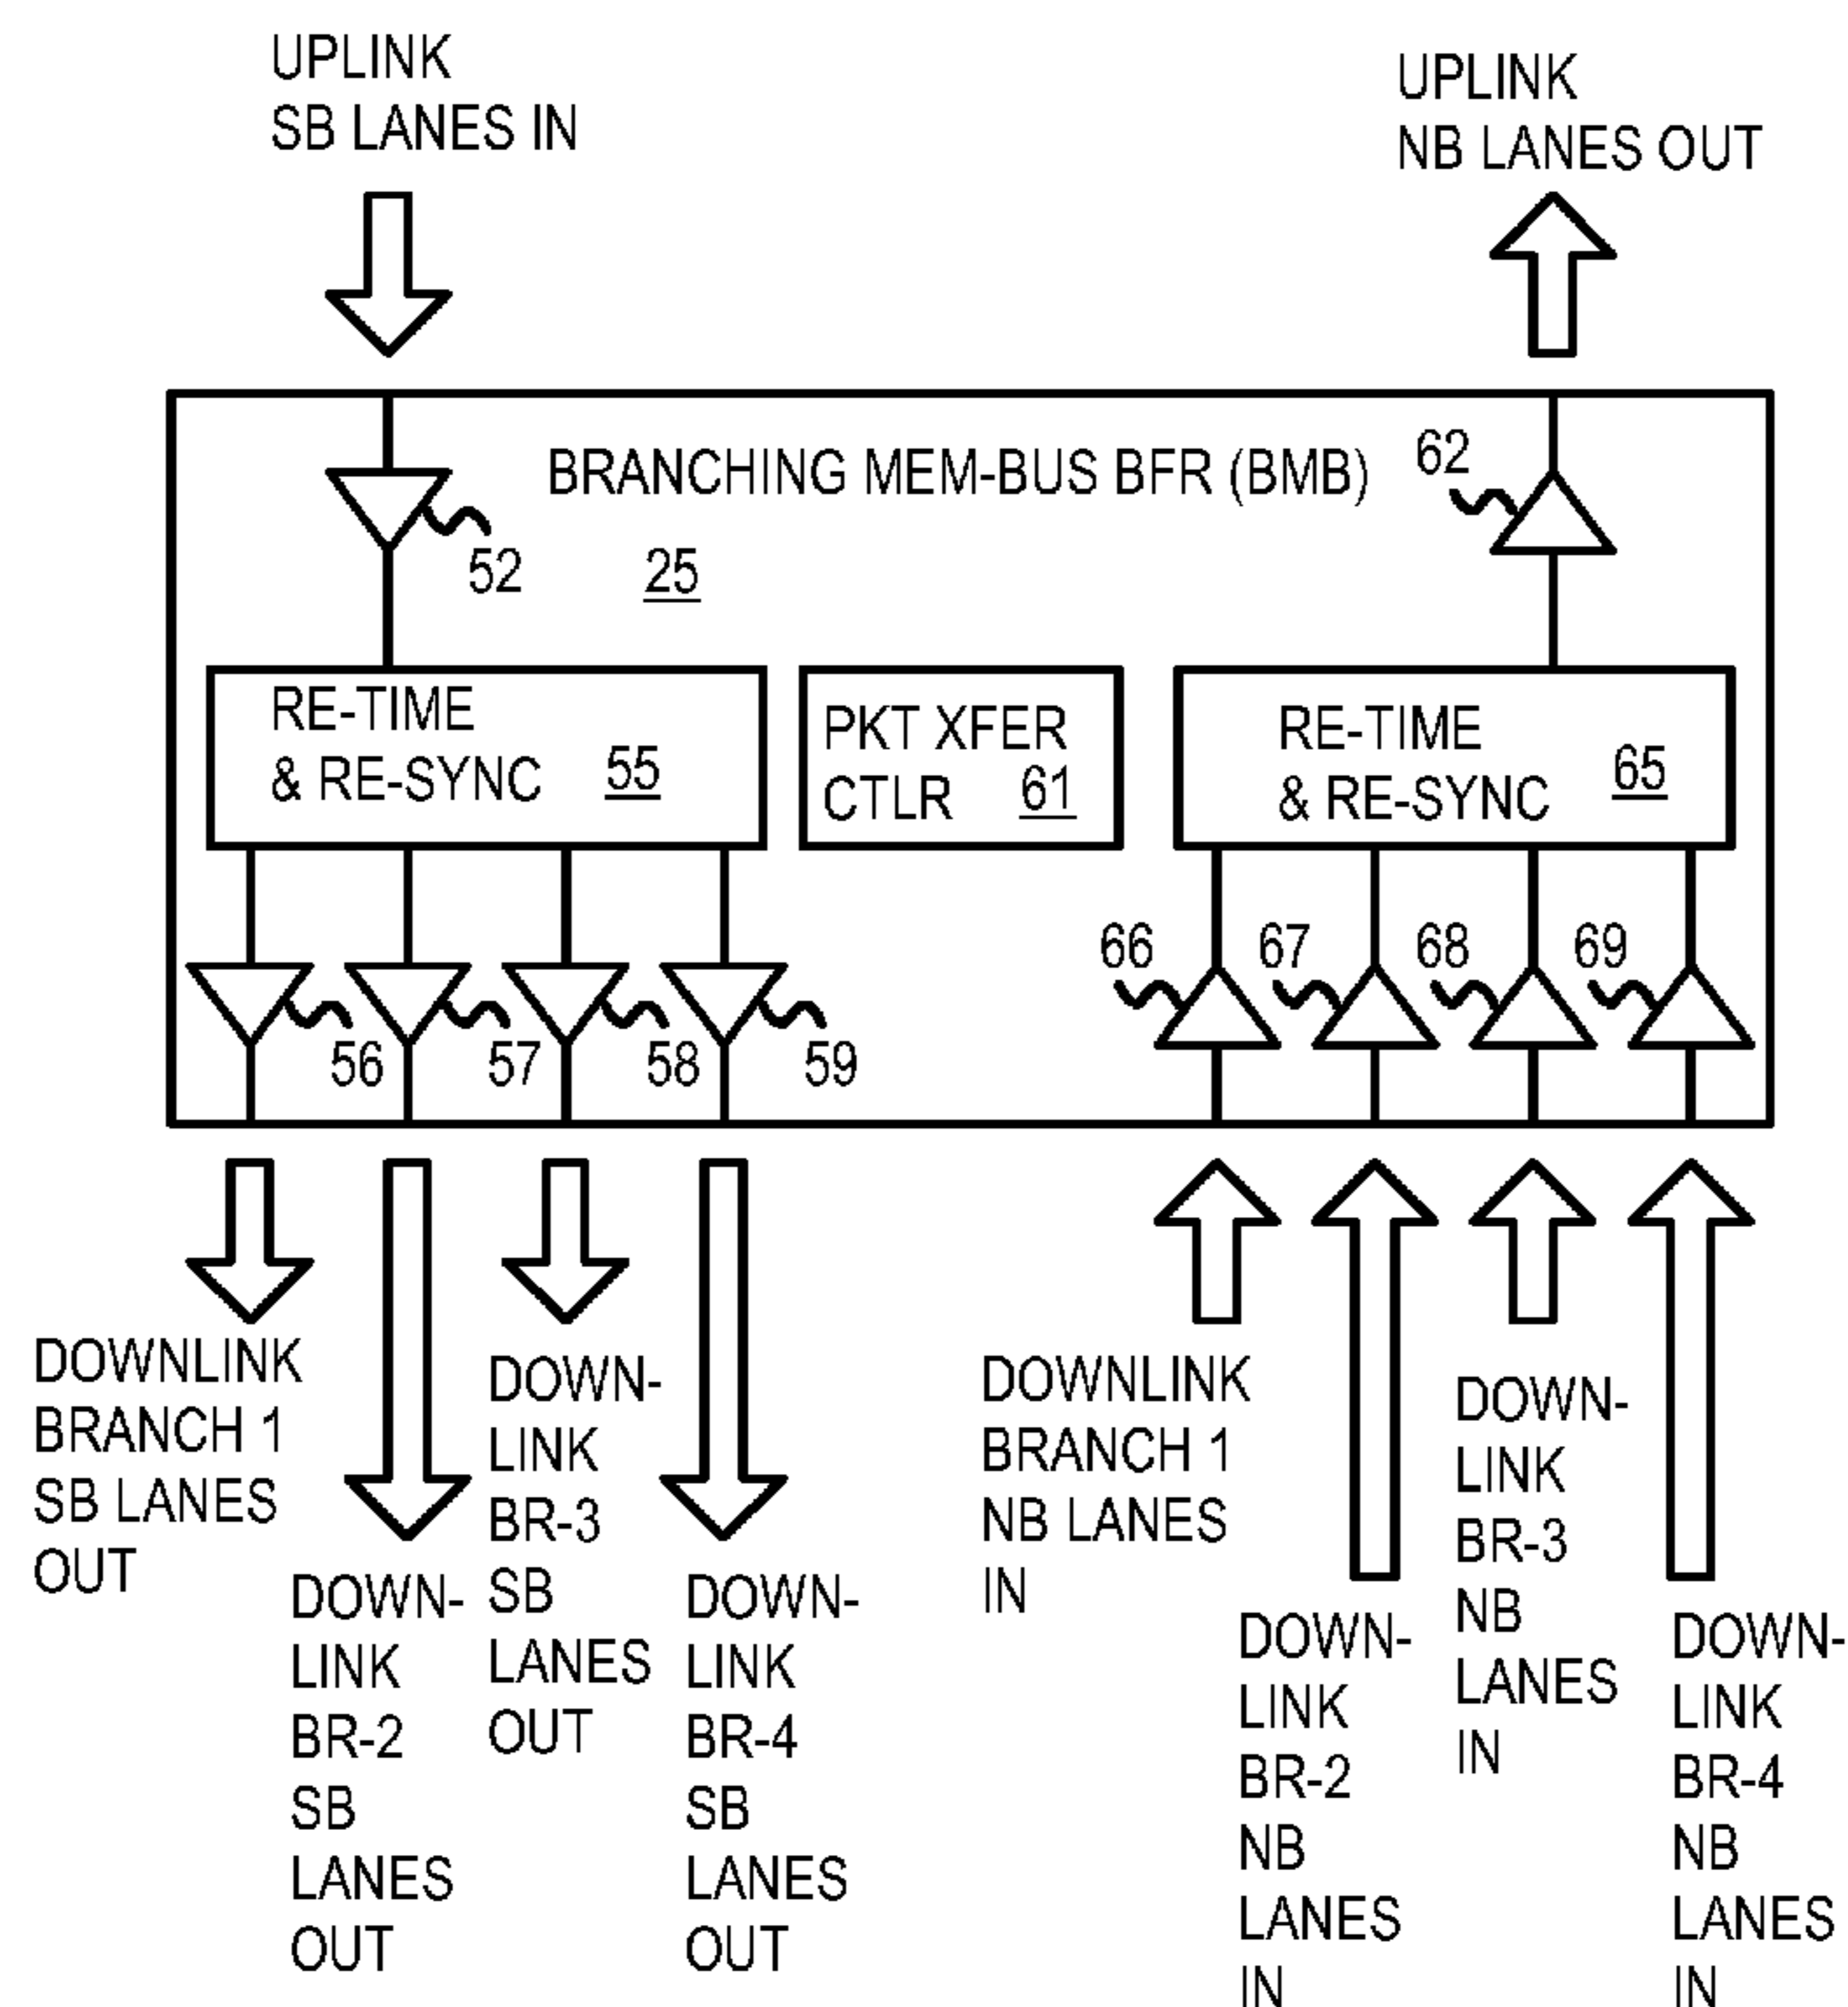 UPLINK
SB LANES IN
UPLINK
NB LANES OUT
BRANCHING MEM-BUS BFR (BMB)
25
52
62
RE-TIME
& RE-SYNC 55
PKT XFER
CTLR 61
RE-TIME
& RE-SYNC 65
56
57
58
59
66
67
68
69
DOWNLINK
BRANCH 1
SB LANES
OUT
DOWN-
LINK
BR-2
SB
LANES
OUT
DOWN-
LINK
BR-3
SB
LANES
OUT
DOWN-
LINK
BR-4
SB
LANES
OUT
DOWNLINK
BRANCH 1
NB LANES
IN
DOWN-
LINK
BR-2
NB
LANES
IN
DOWN-
LINK
BR-3
NB
LANES
IN
DOWN-
LINK
BR-4
NB
LANES
IN